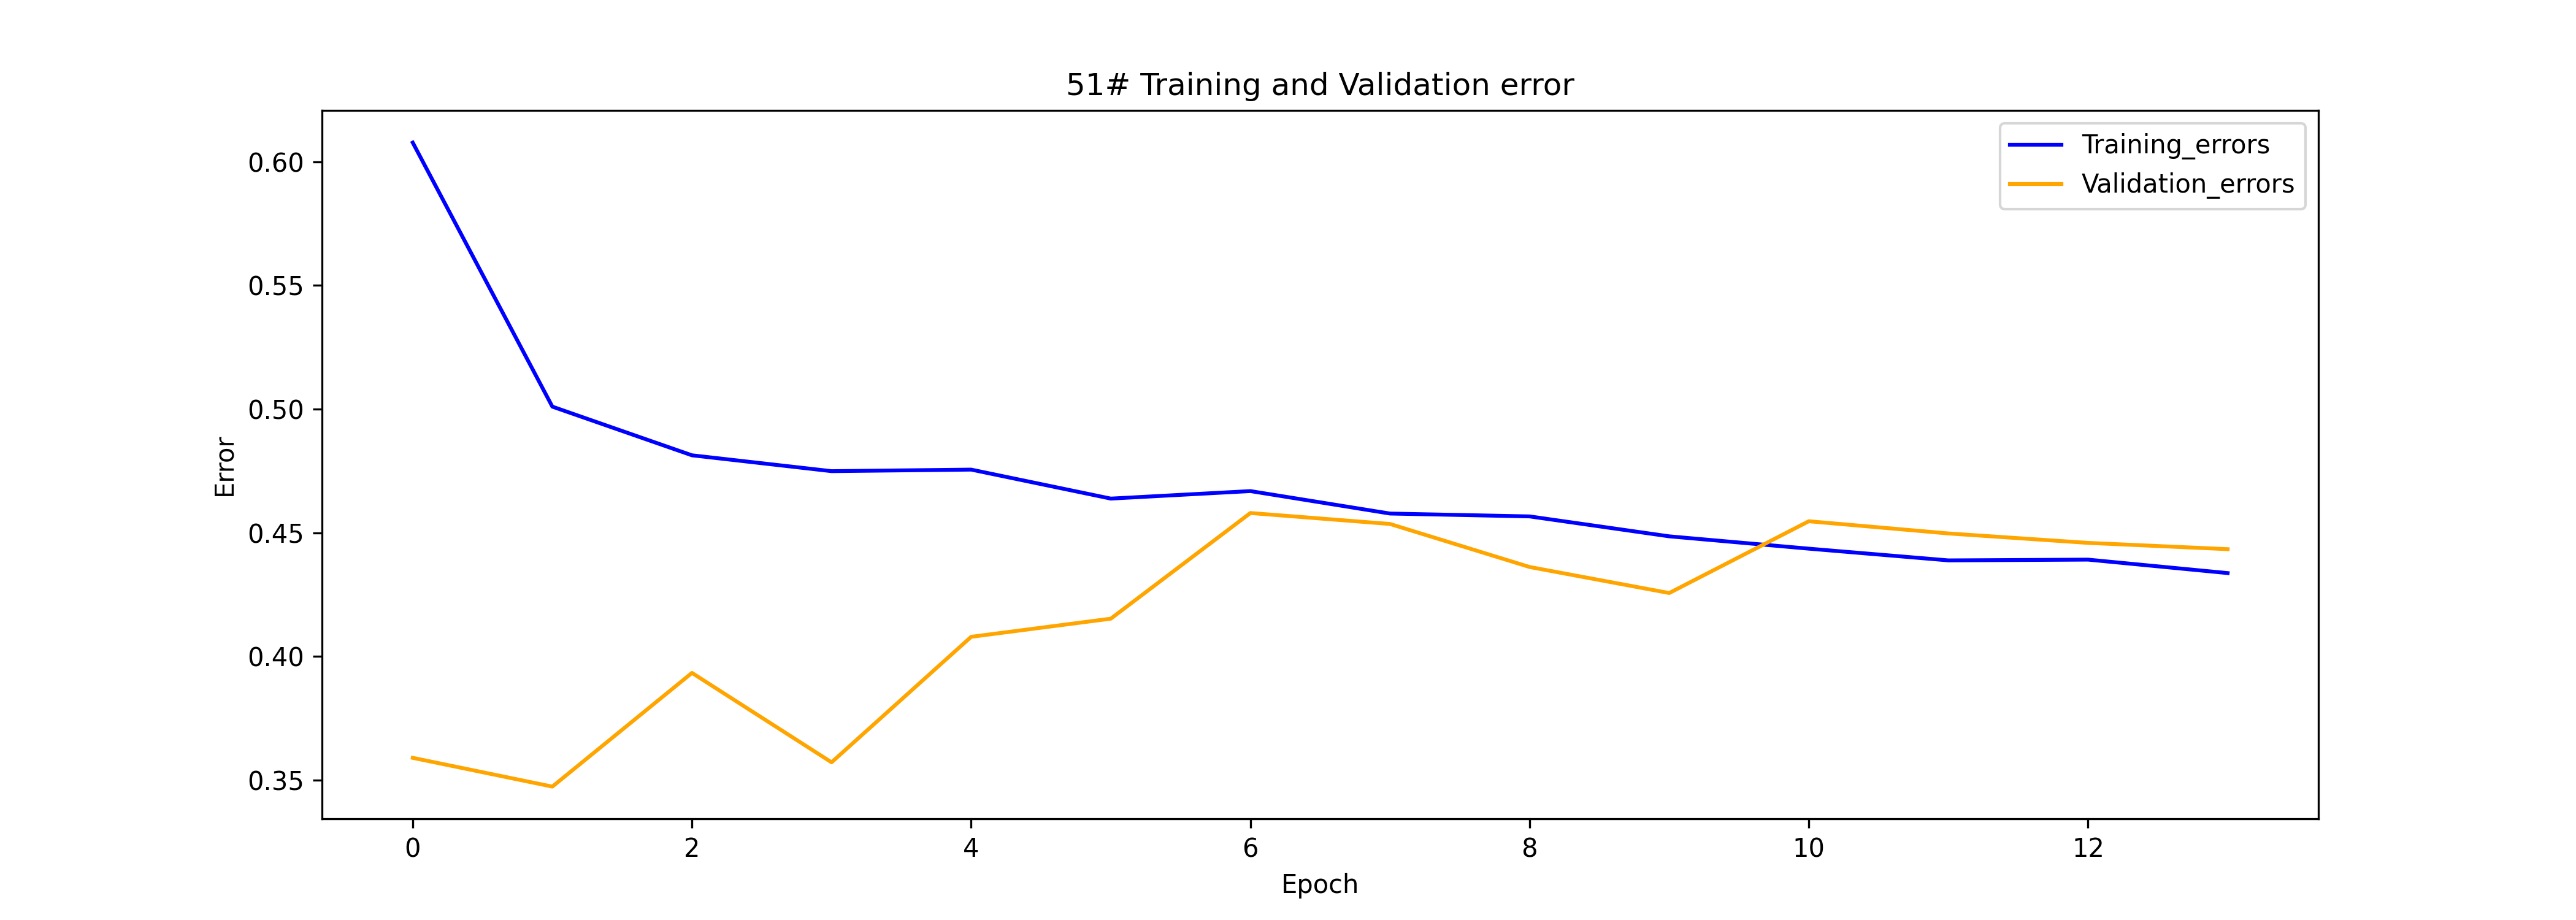 51# Training and Validation error
Training_errors
Validation_errors
Error
0.60
0.55
0.50
0.45
0.40
0.35
0 2 4 6 8 10 12
Epoch